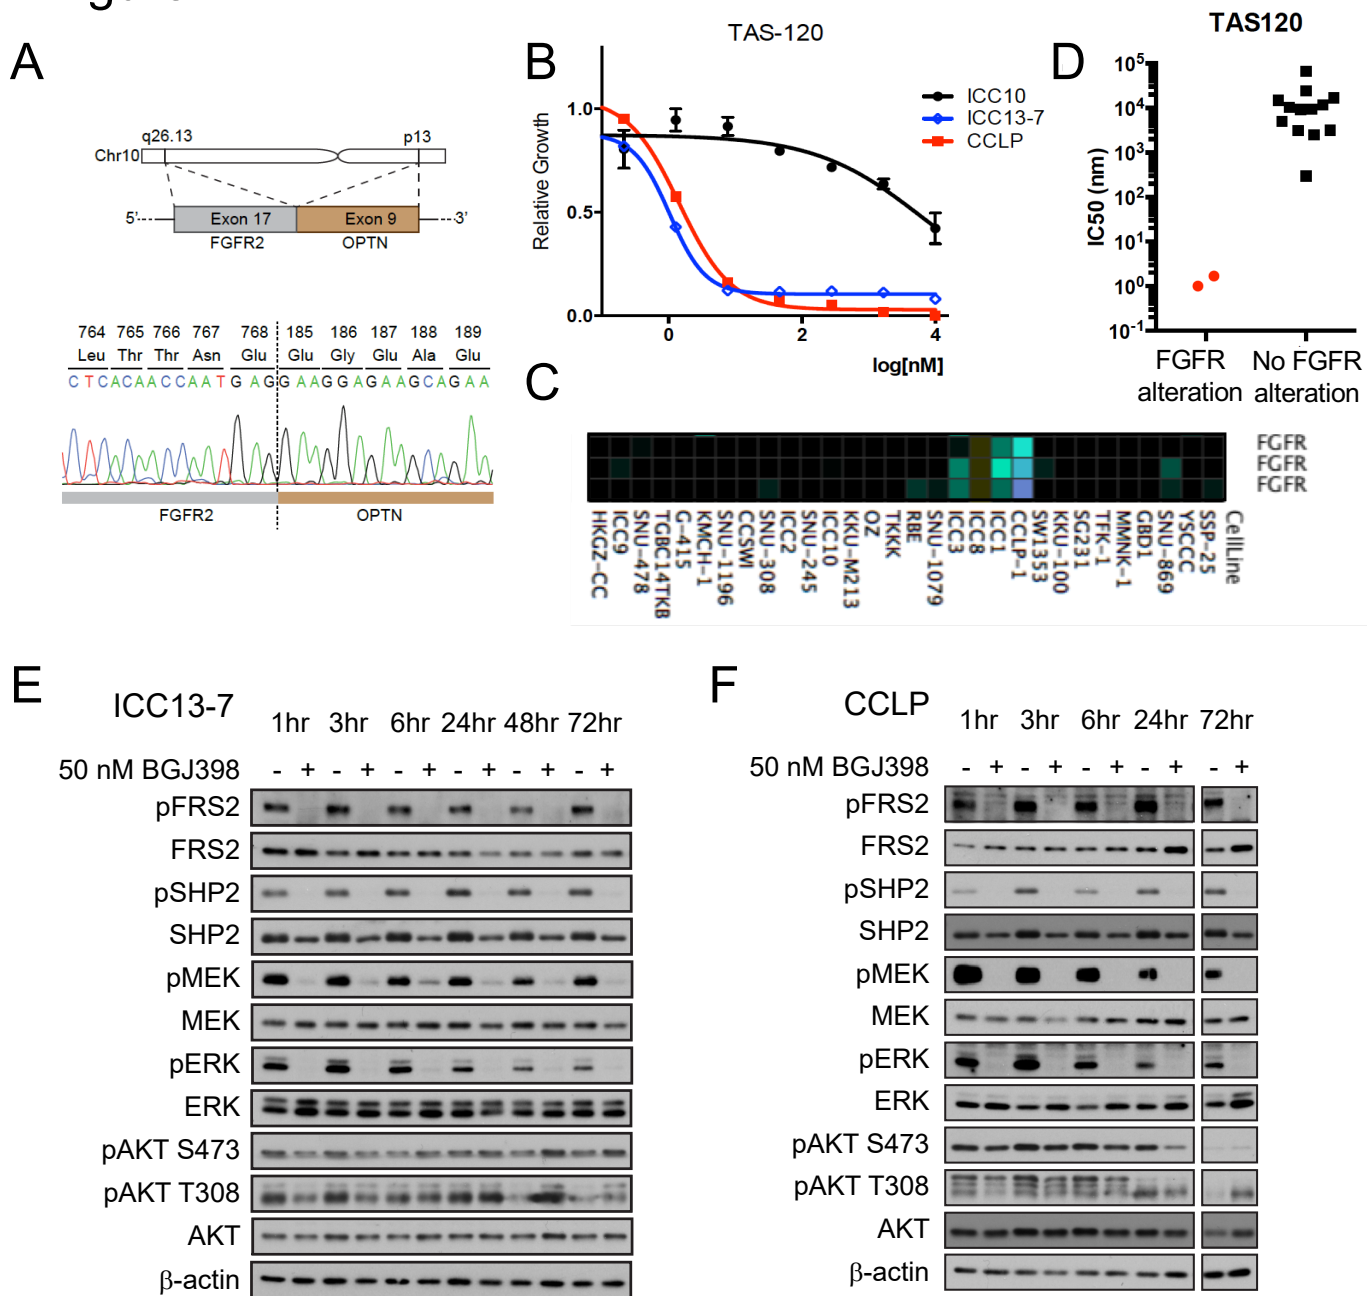 A
q26.13
p13
Chr10
5'
Exon 17
Exon 9
3'
FGFR2
OPTN
764 765 766 767 768 185 186 187 188 189
Leu Thr Thr Asn Glu Glu Gly Glu Ala Glu
CTCACAACCAATGAGGAAGGAGAAGCAGAA
FGFR2
OPTN
B
TAS-120
ICC10
ICC13-7
CCLP
Relative Growth
1.0
0.5
0.0
0
2
4
log[nM]
D
TAS120
IC50 (nm)
10^5
10^4
10^3
10^2
10^1
10^0
10^-1
FGFR alteration
No FGFR alteration
C
FGFR
FGFR
FGFR
HKGZ-CC
ICC9
SNU-478
TGBC14TKB
G-415
KMCH-1
SNU-1196
CCSWI
SNU-308
ICC2
SNU-245
ICC10
KKU-M213
OZ
TKKK
RBE
SNU-1079
ICC3
ICC8
ICC1
CCLP-1
SW1353
KKU-100
SG231
TFK-1
MMNK-1
GBD1
SNU-869
YSCCC
SSP-25
CellLine
E
ICC13-7
1hr 3hr 6hr 24hr 48hr 72hr
50 nM BGJ398 - + - + - + - + - + - +
pFRS2
FRS2
pSHP2
SHP2
pMEK
MEK
pERK
ERK
pAKT S473
pAKT T308
AKT
β-actin
F
CCLP
1hr 3hr 6hr 24hr 72hr
50 nM BGJ398 - + - + - + - + - +
pFRS2
FRS2
pSHP2
SHP2
pMEK
MEK
pERK
ERK
pAKT S473
pAKT T308
AKT
β-actin